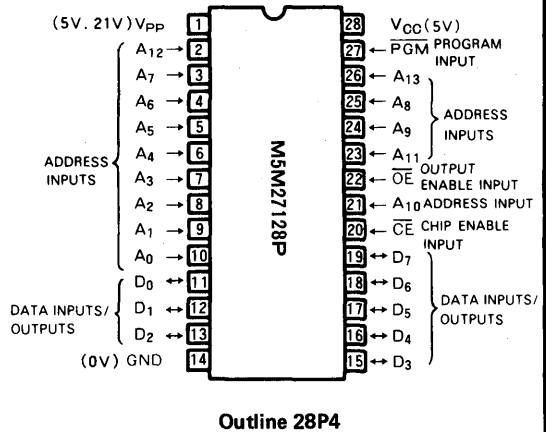 (5V. 21V) VPP 1
A12 → 2
A7 → 3
A6 → 4
A5 → 5
A4 → 6
A3 → 7
A2 → 8
A1 → 9
A0 → 10
D0 ↔ 11
D1 ↔ 12
D2 ↔ 13
(0V) GND 14
ADDRESS
INPUTS
DATA INPUTS/
OUTPUTS
M5M27128P
28 VCC (5V)
27 ← PGM PROGRAM
INPUT
26 ← A13
25 ← A8
24 ← A9
23 ← A11
ADDRESS
INPUTS
22 ← OE OUTPUT
ENABLE INPUT
21 ← A10 ADDRESS INPUT
20 ← CE CHIP ENABLE
INPUT
19 ↔ D7
18 ↔ D6
17 ↔ D5
16 ↔ D4
15 ↔ D3
DATA INPUTS/
OUTPUTS
Outline 28P4